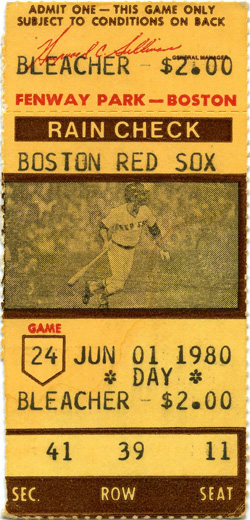 ADMIT ONE—THIS GAME ONLY
SUBJECT TO CONDITIONS ON BACK
GENERAL MANAGER
BLEACHER - $2.00
FENWAY PARK—BOSTON
RAIN CHECK
BOSTON RED SOX
GAME
24 JUN 01 1980
* DAY *
BLEACHER - $2.00
41 39 11
SEC. ROW SEAT